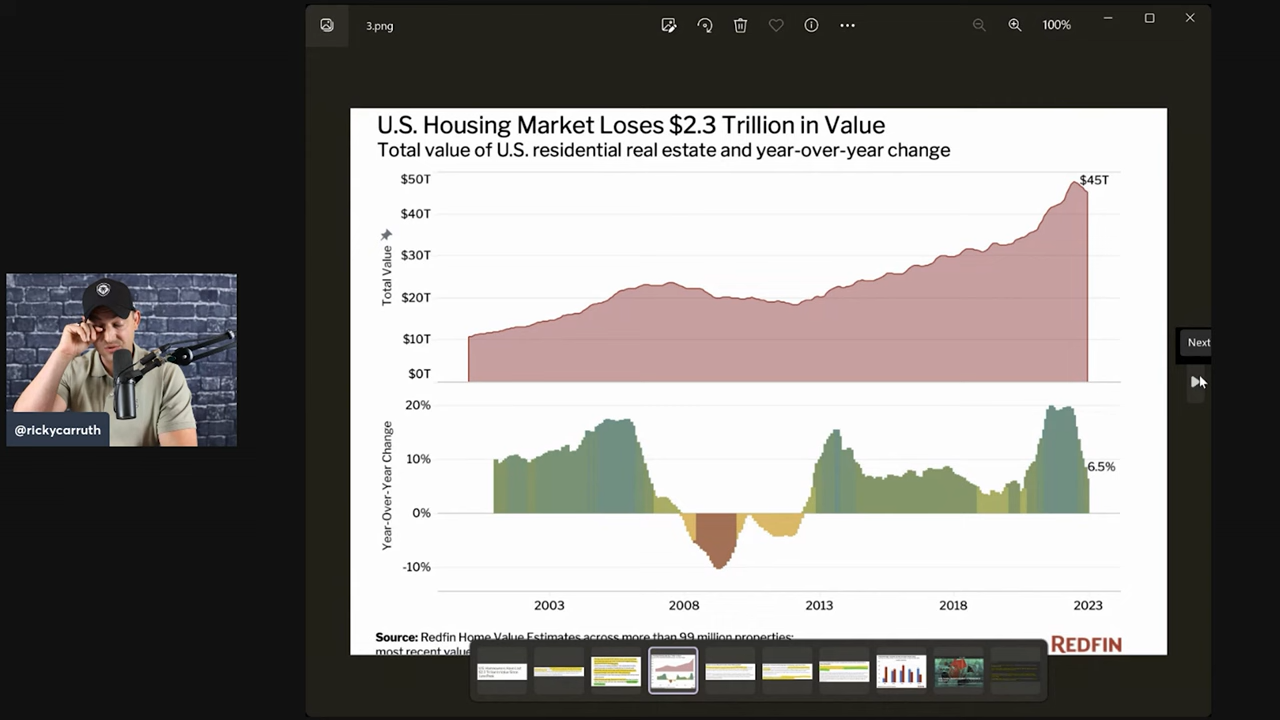 3.png
100%
U.S. Housing Market Loses $2.3 Trillion in Value
Total value of U.S. residential real estate and year-over-year change
$50T
$45T
$40T
$30T
$20T
$10T
$0T
Total Value
20%
10%
6.5%
0%
-10%
Year-Over-Year Change
2003 2008 2013 2018 2023
Source: Redfin Home Value Estimates across more than 99 million properties;
most recent value
REDFIN
Next
@rickycarruth